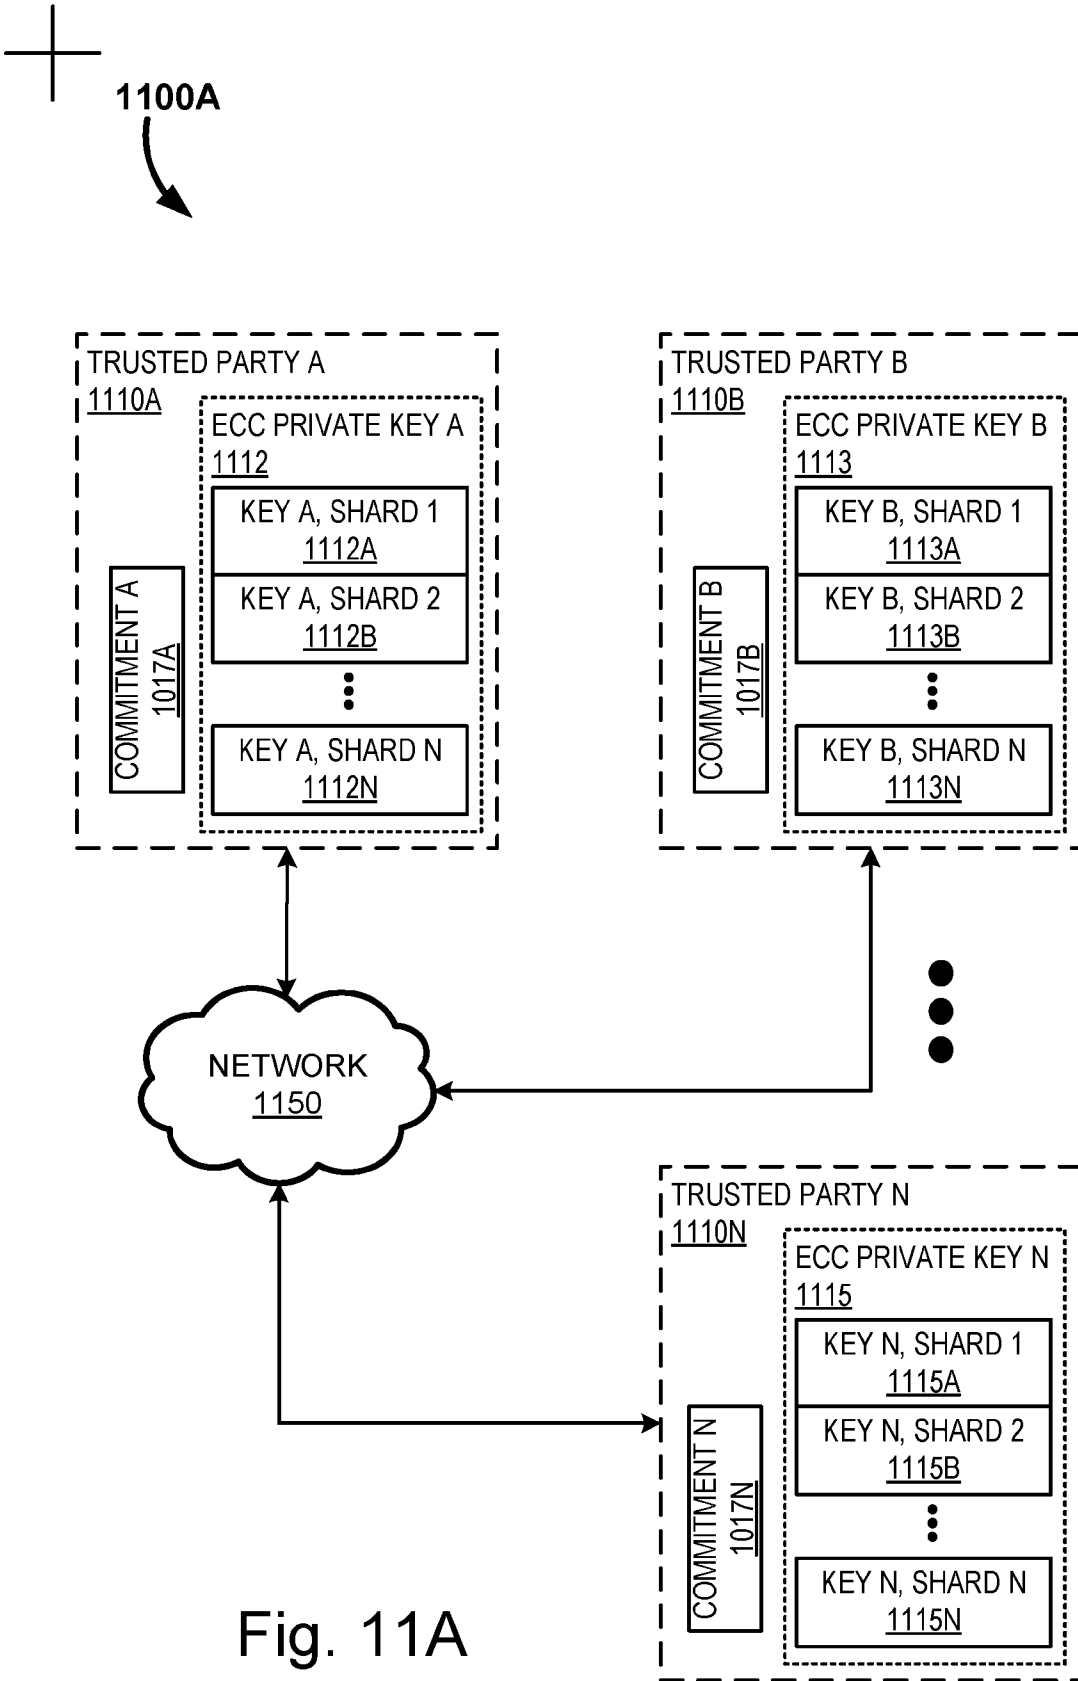 1100A
TRUSTED PARTY A
1110A
ECC PRIVATE KEY A
1112
KEY A, SHARD 1
1112A
KEY A, SHARD 2
1112B
KEY A, SHARD N
1112N
COMMITMENT A
1017A
TRUSTED PARTY B
1110B
ECC PRIVATE KEY B
1113
KEY B, SHARD 1
1113A
KEY B, SHARD 2
1113B
KEY B, SHARD N
1113N
COMMITMENT B
1017B
NETWORK
1150
TRUSTED PARTY N
1110N
ECC PRIVATE KEY N
1115
KEY N, SHARD 1
1115A
KEY N, SHARD 2
1115B
KEY N, SHARD N
1115N
COMMITMENT N
1017N
Fig. 11A